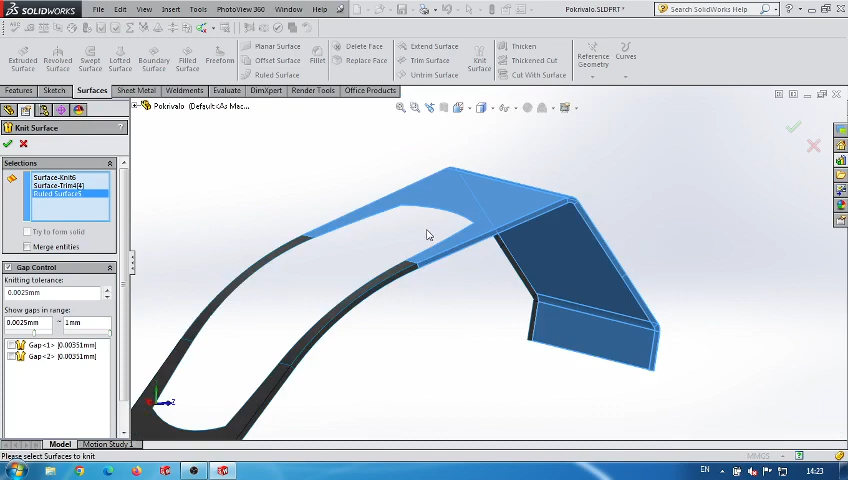 SOLIDWORKS File Edit View Insert Tools PhotoView 360 Window Help Pokrivalo.SLDPRT * Search SolidWorks Help
Extruded Surface Revolved Surface Swept Surface Lofted Surface Boundary Surface Filled Surface Freeform Planar Surface Offset Surface Ruled Surface Fillet Delete Face Replace Face Extend Surface Trim Surface Untrim Surface Knit Surface Thicken Thickened Cut Cut With Surface Reference Geometry Curves
Features Sketch Surfaces Sheet Metal Weldments Evaluate DimXpert Render Tools Office Products
Pokrivalo (Default<As Mac...
Knit Surface ?
Selections
Surface-Knit6
Surface-Trim4[4]
Ruled Surface5
Try to form solid
Merge entities
Gap Control
Knitting tolerance:
0.0025mm
Show gaps in range:
0.0025mm ~ 1mm
Gap<1> [0.00351mm]
Gap<2> [0.00351mm]
Z
Model Motion Study 1
Please select Surfaces to knit MMGS
EN 14:23